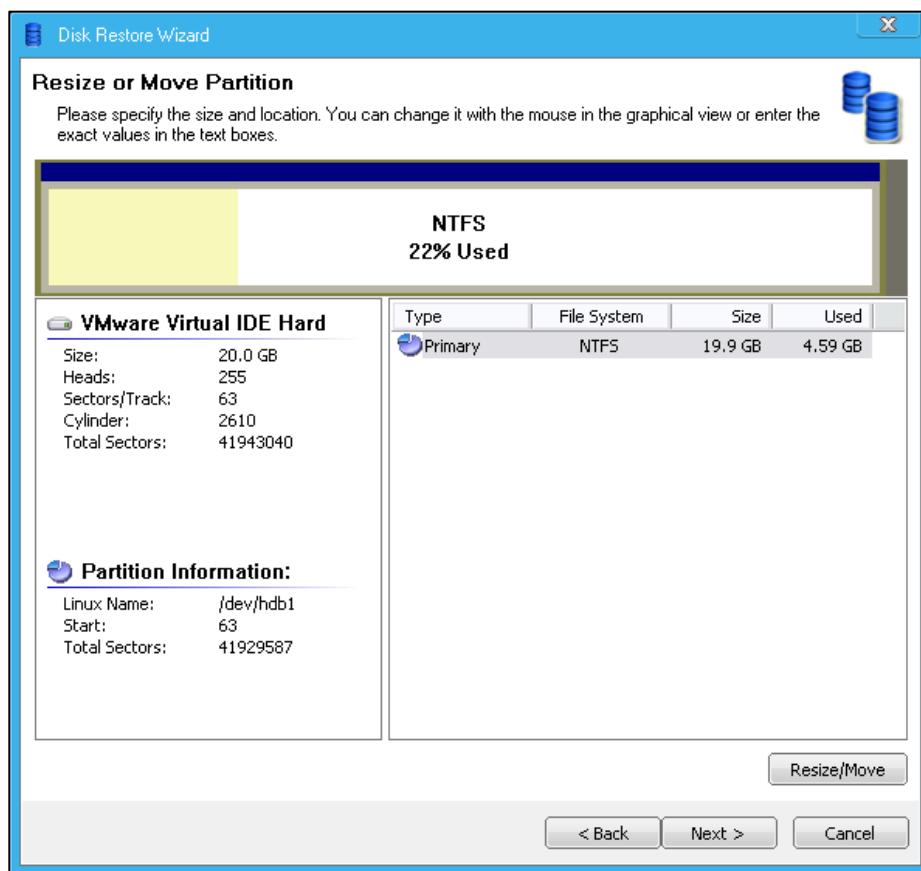 Disk Restore Wizard
Resize or Move Partition
Please specify the size and location. You can change it with the mouse in the graphical view or enter the
exact values in the text boxes.
NTFS
22% Used
VMware Virtual IDE Hard
Size: 20.0 GB
Heads: 255
Sectors/Track: 63
Cylinder: 2610
Total Sectors: 41943040
Partition Information:
Linux Name: /dev/hdb1
Start: 63
Total Sectors: 41929587
Type File System Size Used
Primary NTFS 19.9 GB 4.59 GB
Resize/Move
< Back Next > Cancel